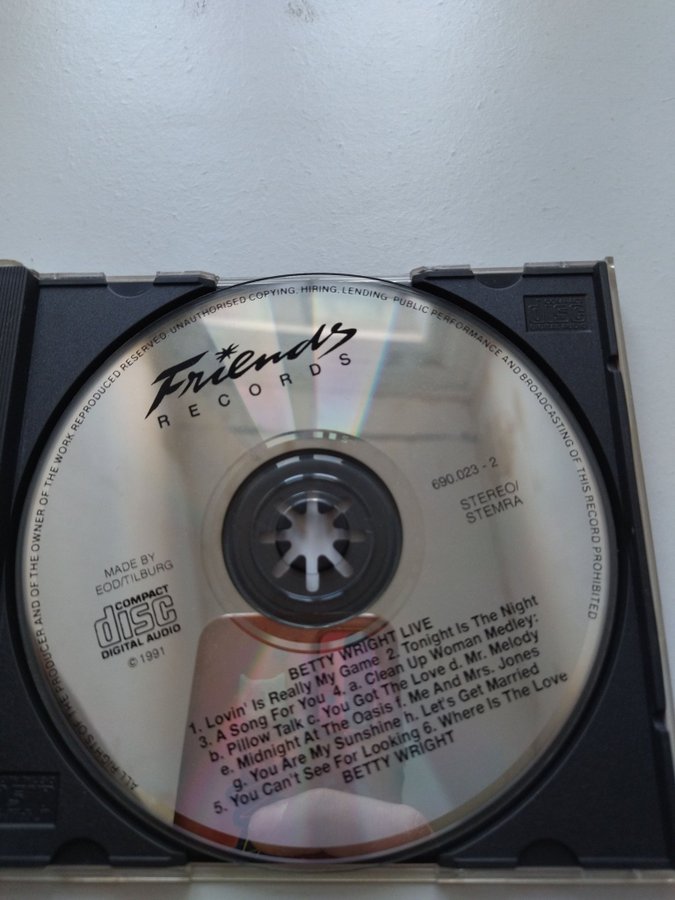 ALL RIGHTS OF THE PRODUCER AND OF THE OWNER OF THE WORK REPRODUCED RESERVED. UNAUTHORISED COPYING, HIRING, LENDING, PUBLIC PERFORMANCE AND BROADCASTING OF THIS RECORD PROHIBITED
Friends
RECORDS
690.023 - 2
STEREO/
STEMRA
MADE BY
EOD/TILBURG
COMPACT
disc
DIGITAL AUDIO
© 1991
BETTY WRIGHT LIVE
1. Lovin' Is Really My Game 2. Tonight Is The Night
3. A Song For You 4. a. Clean Up Woman Medley:
b. Pillow Talk c. You Got The Love d. Mr. Melody
e. Midnight At The Oasis f. Me And Mrs. Jones
g. You Are My Sunshine h. Let's Get Married
5. You Can't See For Looking 6. Where Is The Love
BETTY WRIGHT